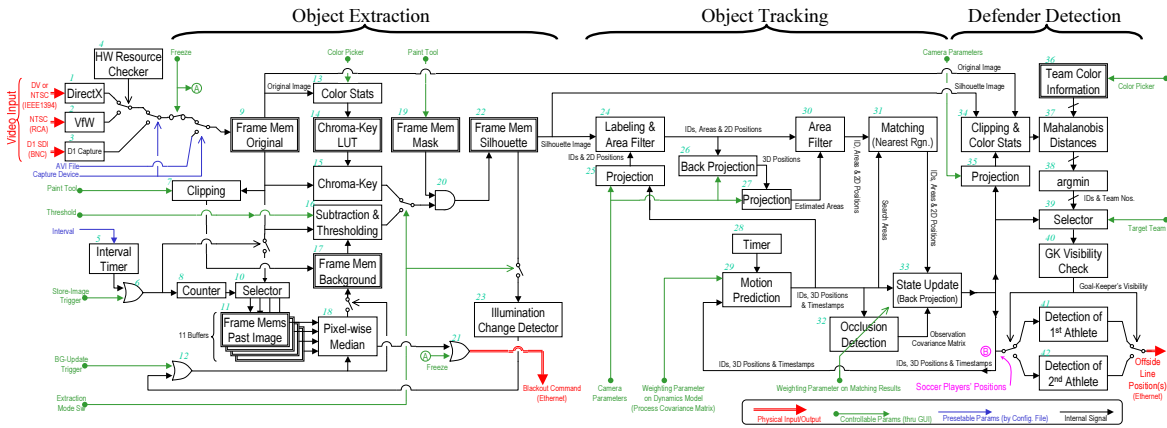 Object Extraction
Object Tracking
Defender Detection
Video Input
DV or
NTSC
(IEEE1394)
NTSC
(RCA)
D1 SDI
(BNC)
1
DirectX
2
VfW
3
D1 Capture
4
HW Resource
Checker
Freeze
A
AVI File
Capture Device
Paint Tool
Clipping
Threshold
Interval
5
Interval
Timer
6
Store-Image
Trigger
8
Counter
9
Frame Mem
Original
10
Selector
11
Frame Mems
Past Image
11 Buffers
BG-Update
Trigger
12
Extraction
Mode Sw.
Original Image
Color Picker
13
Color Stats
14
Chroma-Key
LUT
15
Chroma-Key
16
Subtraction &
Thresholding
17
Frame Mem
Background
18
Pixel-wise
Median
Paint Tool
19
Frame Mem
Mask
20
21
A
Freeze
Blackout Command
(Ethernet)
22
Frame Mem
Silhouette
Silhouette Image
23
Illumination
Change Detector
24
Labeling &
Area Filter
IDs & 2D Positions
25
Projection
IDs, Areas & 2D Positions
26
Back Projection
3D Positions
27
Projection
Estimated Areas
28
Timer
29
Motion
Prediction
IDs, 3D Positions
& Timestamps
30
Area
Filter
ID, Areas & 2D Positions
31
Matching
(Nearest Rgn.)
Search Areas
IDs, Areas & 2D Positions
32
Occlusion
Detection
Observation
Covariance Matrix
33
State Update
(Back Projection)
IDs, 3D Positions & Timestamps
IDs, 3D Positions & Timestamps
Camera
Parameters
Weighting Parameter
on Dynamics Model
(Process Covariance Matrix)
Weighting Parameter on Matching Results
Camera Parameters
Original Image
Silhouette Image
34
Clipping &
Color Stats
35
Projection
36
Team Color
Information
Color Picker
37
Mahalanobis
Distances
38
argmin
IDs & Team Nos.
39
Selector
Target Team
40
GK Visibility
Check
Goal-Keeper's Visibility
41
Detection of
1st Athlete
42
Detection of
2nd Athlete
B
Soccer Players' Positions
Offside
Line
Position(s)
(Ethernet)
Physical Input/Output
Controllable Params (thru GUI)
Presetable Params (by Config. File)
Internal Signal